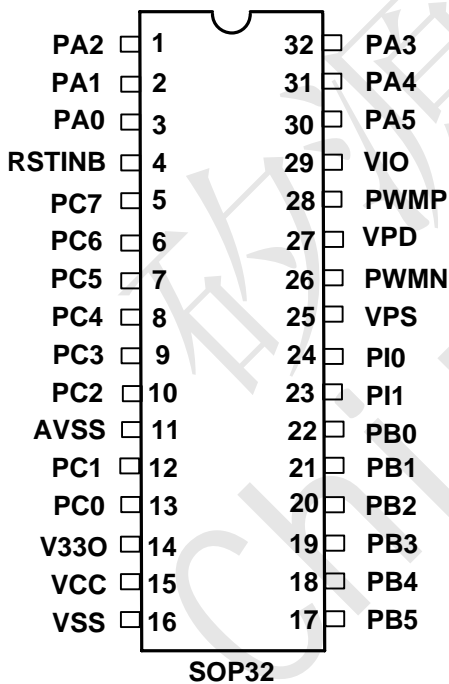 PA2 1 32 PA3
PA1 2 31 PA4
PA0 3 30 PA5
RSTINB 4 29 VIO
PC7 5 28 PWMP
PC6 6 27 VPD
PC5 7 26 PWMN
PC4 8 25 VPS
PC3 9 24 PI0
PC2 10 23 PI1
AVSS 11 22 PB0
PC1 12 21 PB1
PC0 13 20 PB2
V33O 14 19 PB3
VCC 15 18 PB4
VSS 16 17 PB5
SOP32